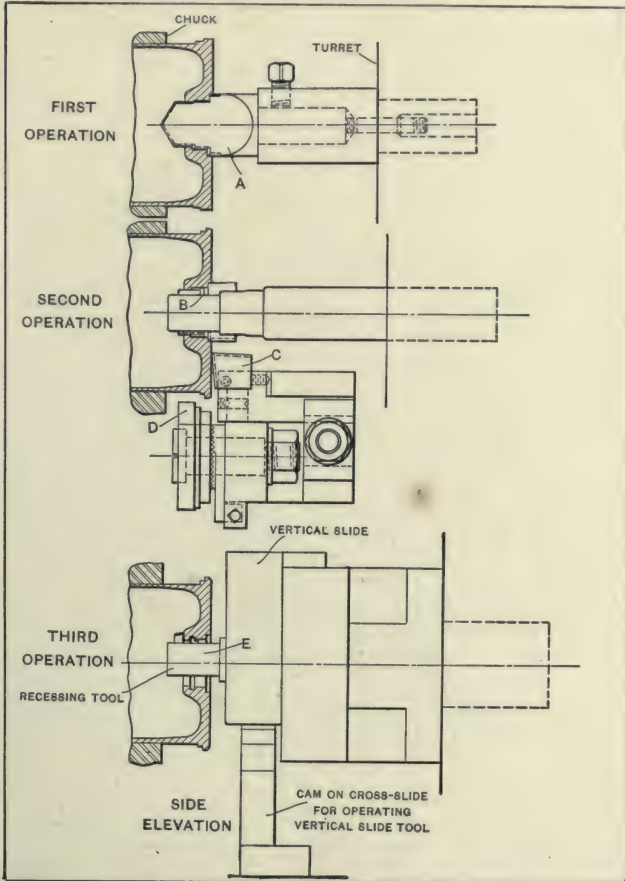 CHUCK
TURRET
FIRST
OPERATION
A
SECOND
OPERATION
B
C
D
VERTICAL SLIDE
THIRD
OPERATION
E
RECESSING TOOL
SIDE
ELEVATION
CAM ON CROSS-SLIDE
FOR OPERATING
VERTICAL SLIDE TOOL